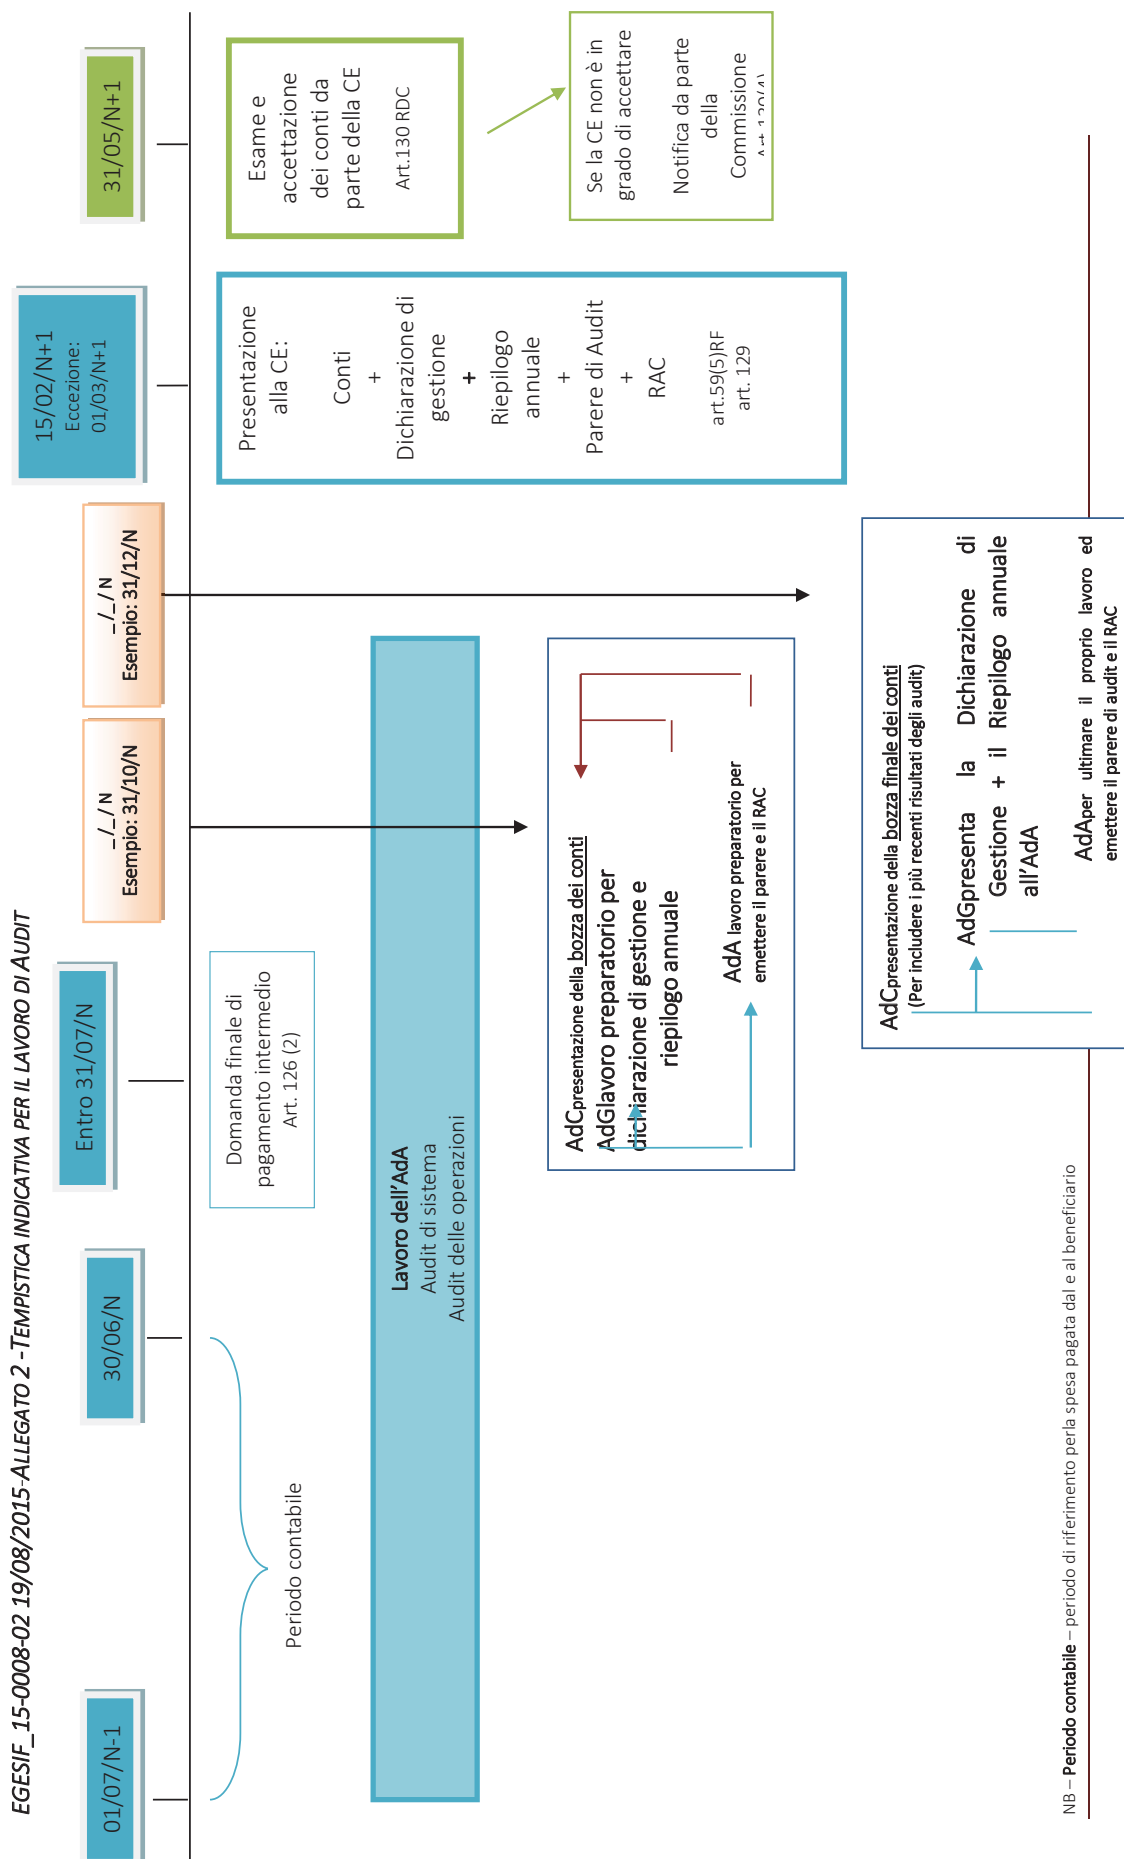 EGESIF_15-0008-02 19/08/2015-ALLEGATO 2 -TEMPISTICA INDICATIVA PER IL LAVORO DI AUDIT
01/07/N-1
30/06/N
Entro 31/07/N
_/_/ N
Esempio: 31/10/N
_/_/ N
Esempio: 31/12/N
15/02/N+1
Eccezione:
01/03/N+1
31/05/N+1
Periodo contabile
Domanda finale di
pagamento intermedio
Art. 126 (2)
Presentazione
alla CE:
Conti
+
Dichiarazione di
gestione
+
Riepilogo
annuale
+
Parere di Audit
+
RAC
art.59(5)RF
art. 129
Esame e
accettazione
dei conti da
parte della CE
Art.130 RDC
Se la CE non è in
grado di accettare
Notifica da parte
della
Commissione
Lavoro dell'AdA
Audit di sistema
Audit delle operazioni
AdCpresentazione della bozza dei conti
AdGlavoro preparatorio per
dichiarazione di gestione e
riepilogo annuale
AdA lavoro preparatorio per
emettere il parere e il RAC
AdCpresentazione della bozza finale dei conti
(Per includere i più recenti risultati degli audit)
AdGpresenta la Dichiarazione di
Gestione + il Riepilogo annuale
all'AdA
AdAper ultimare il proprio lavoro ed
emettere il parere di audit e il RAC
NB – Periodo contabile – periodo di riferimento perla spesa pagata dal e al beneficiario